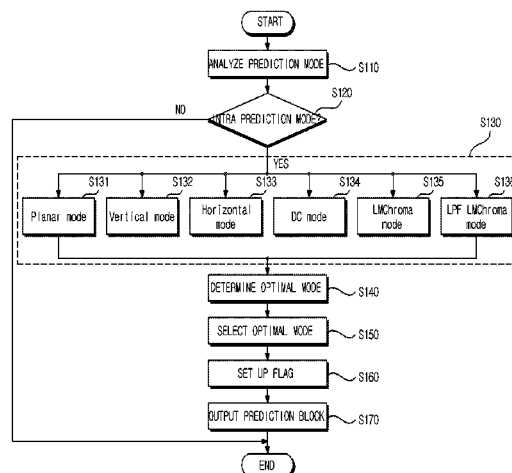 START
ANALYZE PREDICTION MODE
S110
S120
INTRA PREDICTION MODE?
NO
YES
S130
S131
S132
S133
S134
S135
S136
Planar mode
Vertical mode
Horizontal
mode
DC mode
LMChroma
mode
LPF LMChroma
mode
DETERMINE OPTIMAL MODE
S140
SELECT OPTIMAL MODE
S150
SET UP FLAG
S160
OUTPUT PREDICTION BLOCK
S170
END